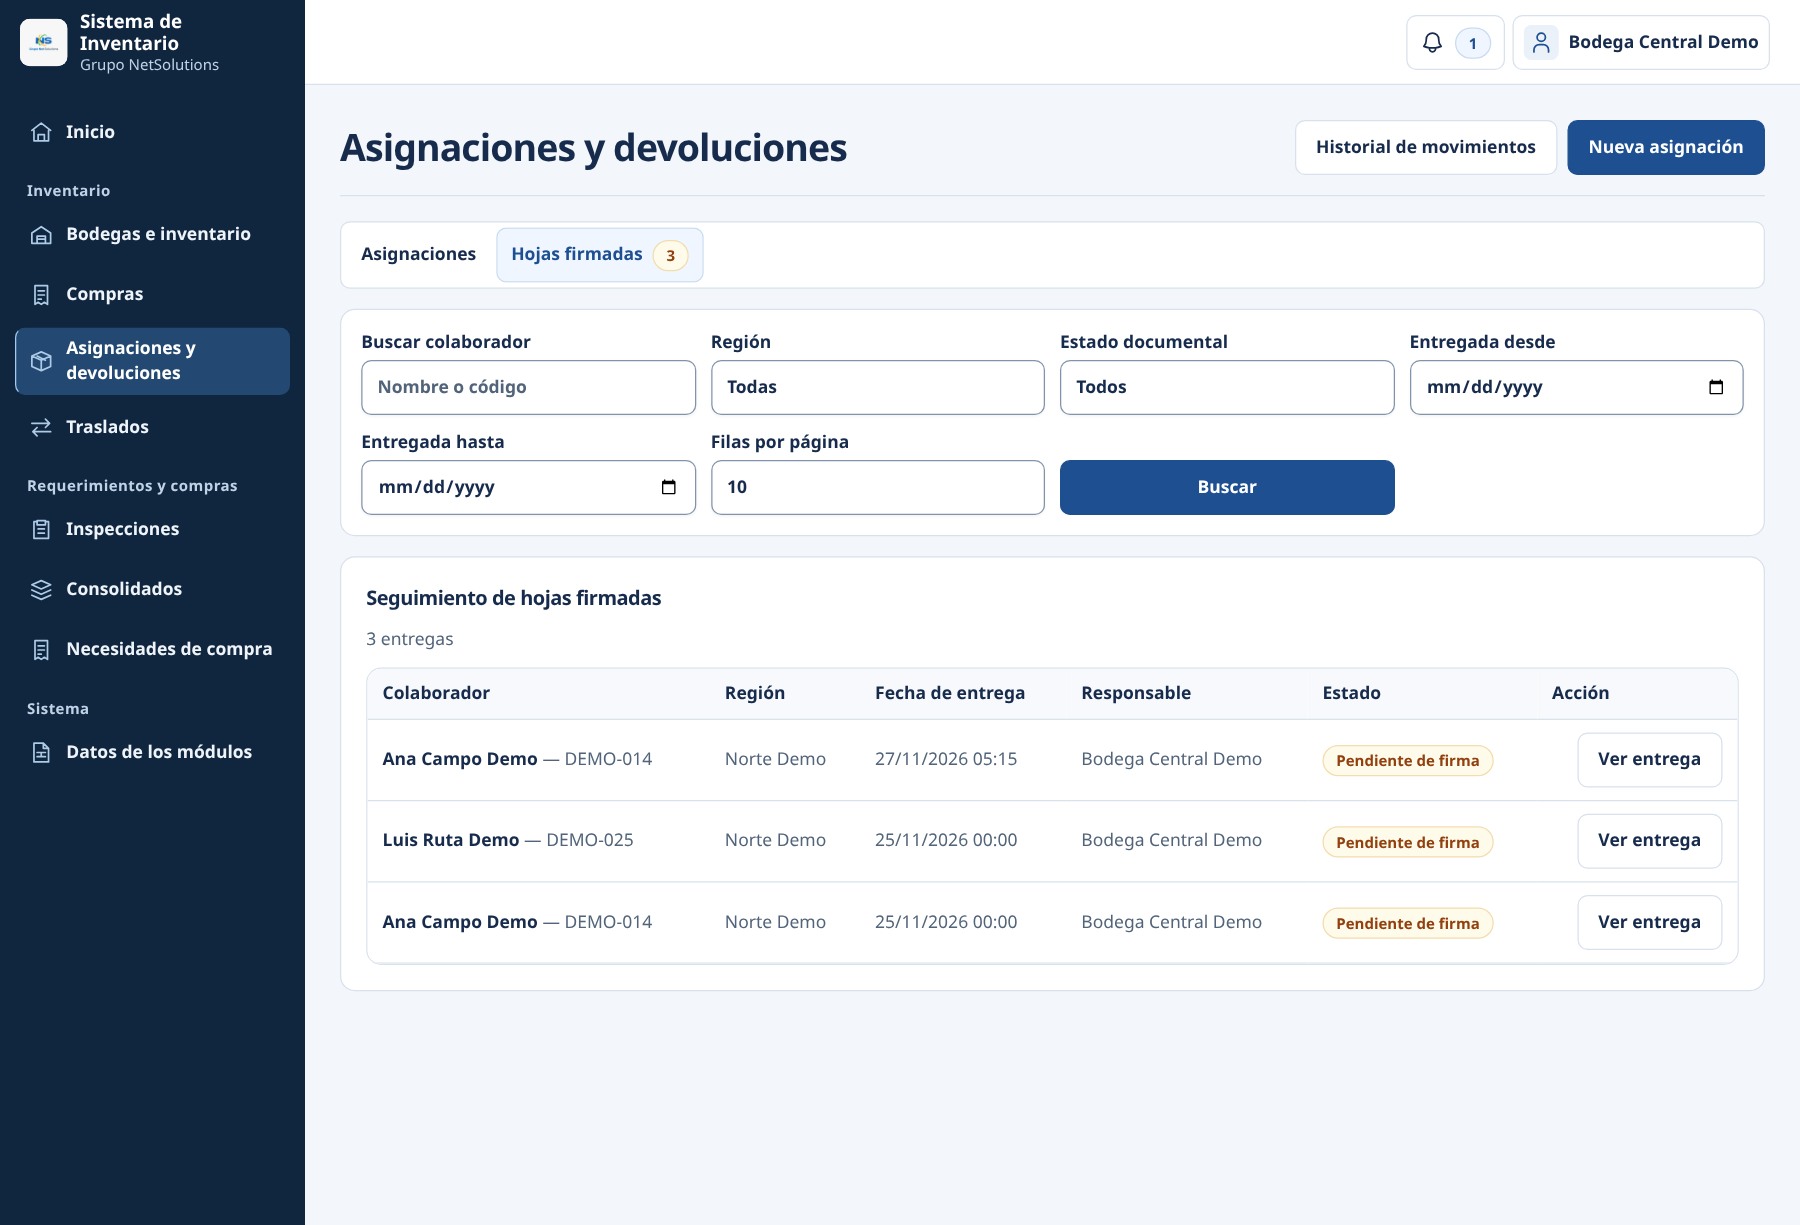 Sistema de
Inventario
Grupo NetSolutions
Inicio
Inventario
Bodegas e inventario
Compras
Asignaciones y
devoluciones
Traslados
Requerimientos y compras
Inspecciones
Consolidados
Necesidades de compra
Sistema
Datos de los módulos
1
Bodega Central Demo
Asignaciones y devoluciones
Historial de movimientos
Nueva asignación
Asignaciones
Hojas firmadas 3
Buscar colaborador
Región
Estado documental
Entregada desde
Nombre o código
Todas
Todos
mm/dd/yyyy
Entregada hasta
Filas por página
mm/dd/yyyy
10
Buscar
Seguimiento de hojas firmadas
3 entregas
Colaborador Región Fecha de entrega Responsable Estado Acción
Ana Campo Demo — DEMO-014 Norte Demo 27/11/2026 05:15 Bodega Central Demo Pendiente de firma Ver entrega
Luis Ruta Demo — DEMO-025 Norte Demo 25/11/2026 00:00 Bodega Central Demo Pendiente de firma Ver entrega
Ana Campo Demo — DEMO-014 Norte Demo 25/11/2026 00:00 Bodega Central Demo Pendiente de firma Ver entrega